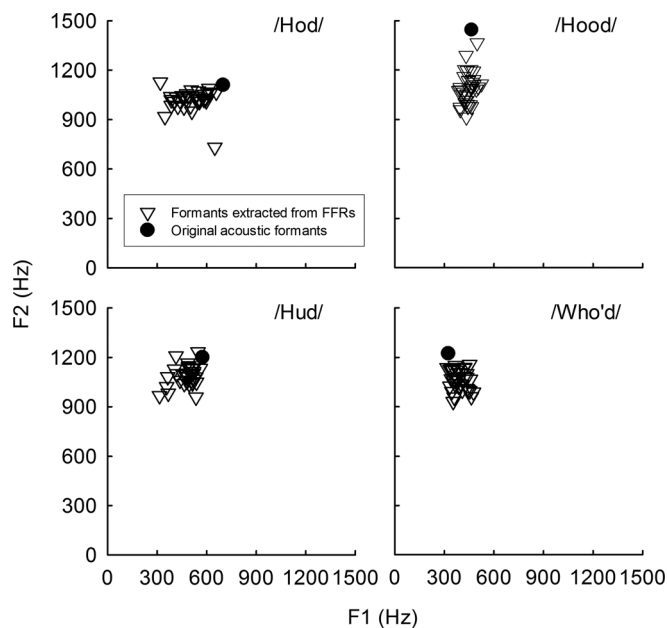 /Hod/
/Hood/
1500
1200
900
600
300
0
Formants extracted from FFRs
Original acoustic formants
F2 (Hz)
/Hud/
/Who'd/
1500
1200
900
600
300
0
0 300 600 900 1200 1500
0 300 600 900 1200 1500
F1 (Hz)